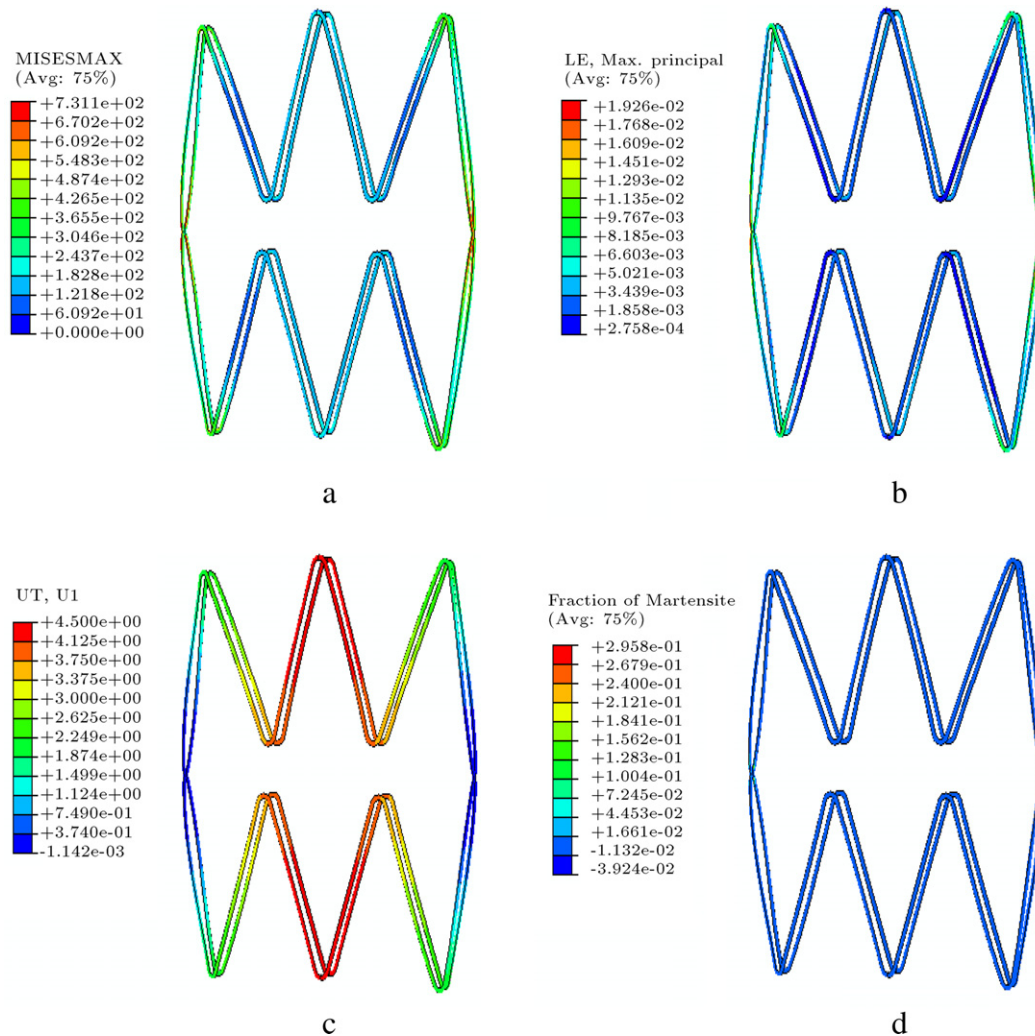 MISESMAX
(Avg: 75%)
+7.311e+02
+6.702e+02
+6.092e+02
+5.483e+02
+4.874e+02
+4.265e+02
+3.655e+02
+3.046e+02
+2.437e+02
+1.828e+02
+1.218e+02
+6.092e+01
+0.000e+00
a
LE, Max. principal
(Avg: 75%)
+1.926e-02
+1.768e-02
+1.609e-02
+1.451e-02
+1.293e-02
+1.135e-02
+9.767e-03
+8.185e-03
+6.603e-03
+5.021e-03
+3.439e-03
+1.858e-03
+2.758e-04
b
UT, U1
+4.500e+00
+4.125e+00
+3.750e+00
+3.375e+00
+3.000e+00
+2.625e+00
+2.249e+00
+1.874e+00
+1.499e+00
+1.124e+00
+7.490e-01
+3.740e-01
-1.142e-03
c
Fraction of Martensite
(Avg: 75%)
+2.958e-01
+2.679e-01
+2.400e-01
+2.121e-01
+1.841e-01
+1.562e-01
+1.283e-01
+1.004e-01
+7.245e-02
+4.453e-02
+1.661e-02
-1.132e-02
-3.924e-02
d